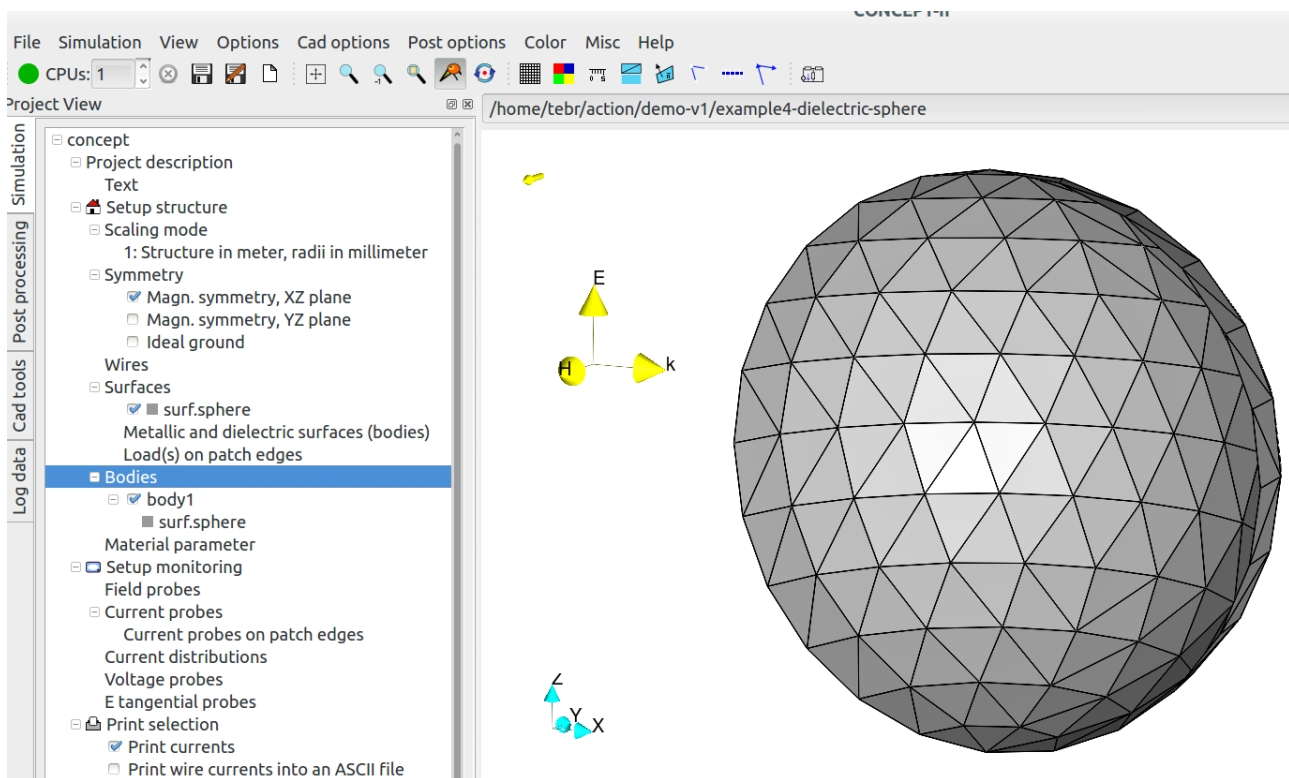 CONCEPT-II
File Simulation View Options Cad options Post options Color Misc Help
CPUs: 1
Project View
/home/tebr/action/demo-v1/example4-dielectric-sphere
Simulation
Post processing
Cad tools
Log data
concept
Project description
Text
Setup structure
Scaling mode
1: Structure in meter, radii in millimeter
Symmetry
Magn. symmetry, XZ plane
Magn. symmetry, YZ plane
Ideal ground
Wires
Surfaces
surf.sphere
Metallic and dielectric surfaces (bodies)
Load(s) on patch edges
Bodies
body1
surf.sphere
Material parameter
Setup monitoring
Field probes
Current probes
Current probes on patch edges
Current distributions
Voltage probes
E tangential probes
Print selection
Print currents
Print wire currents into an ASCII file
E
H
k
Z
Y
X